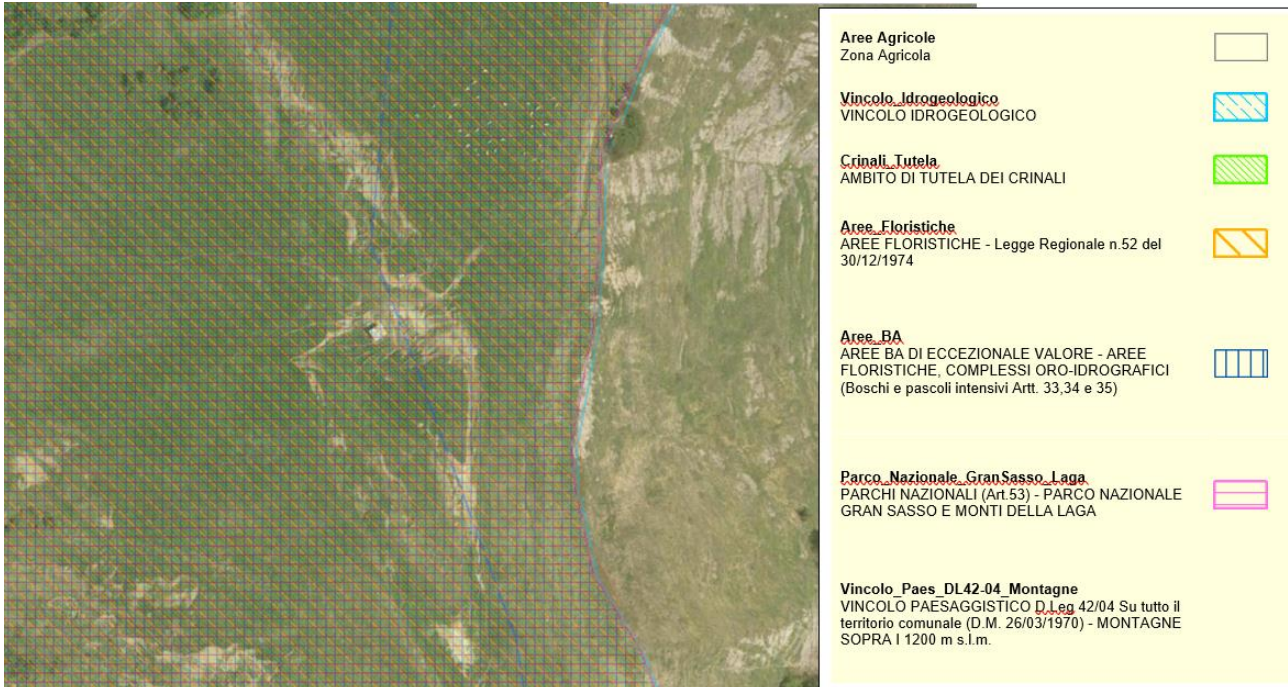 Aree Agricole
Zona Agricola
Vincolo_Idrogeologico
VINCOLO IDROGEOLOGICO
Crinali_Tutela
AMBITO DI TUTELA DEI CRINALI
Aree_Floristiche
AREE FLORISTICHE - Legge Regionale n.52 del
30/12/1974
Aree_BA
AREE BA DI ECCEZIONALE VALORE - AREE
FLORISTICHE, COMPLESSI ORO-IDROGRAFICI
(Boschi e pascoli intensivi Artt. 33,34 e 35)
Parco_Nazionale_GranSasso_Laga
PARCHI NAZIONALI (Art.53) - PARCO NAZIONALE
GRAN SASSO E MONTI DELLA LAGA
Vincolo_Paes_DL42-04_Montagne
VINCOLO PAESAGGISTICO D.Leg 42/04 Su tutto il
territorio comunale (D.M. 26/03/1970) - MONTAGNE
SOPRA I 1200 m s.l.m.